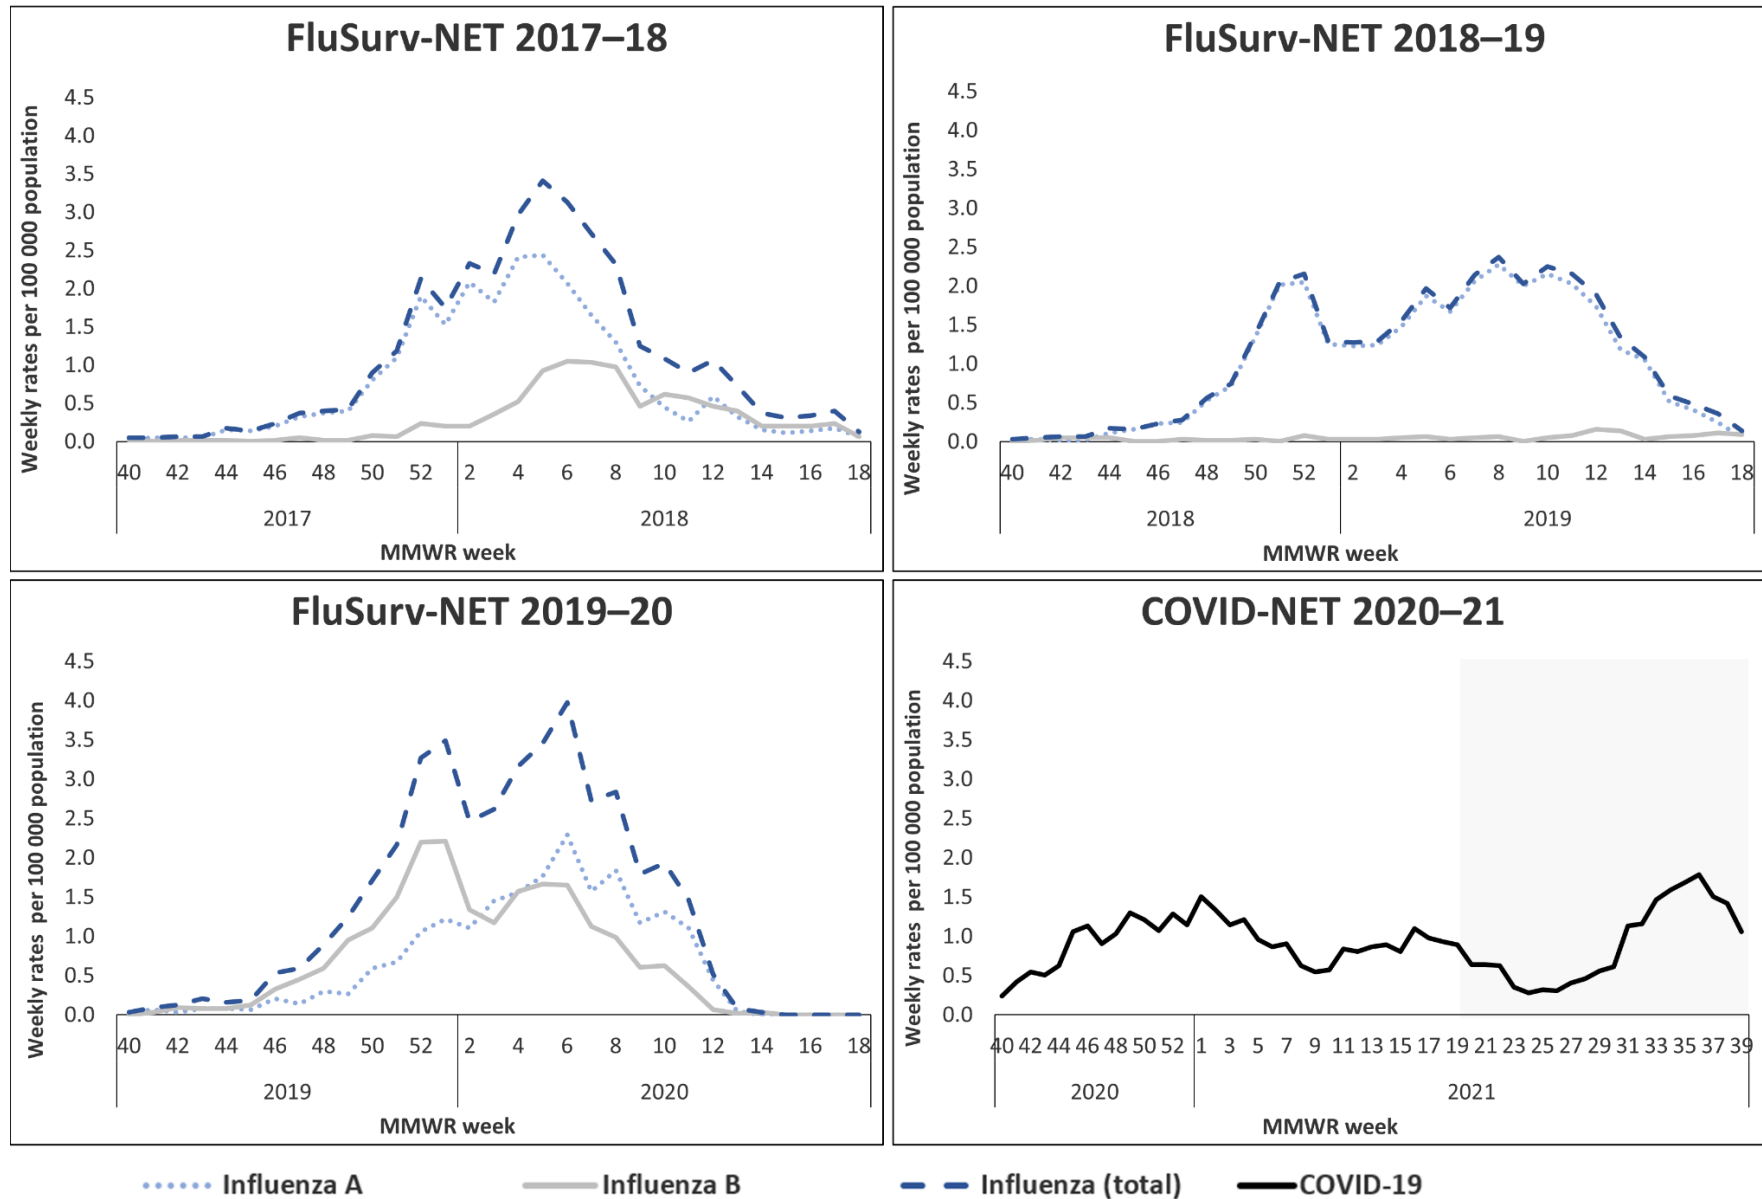 FluSurv-NET 2017–18
Weekly rates per 100 000 population
4.5
4.0
3.5
3.0
2.5
2.0
1.5
1.0
0.5
0.0
40 42 44 46 48 50 52 2 4 6 8 10 12 14 16 18
2017 2018
MMWR week
FluSurv-NET 2018–19
Weekly rates per 100 000 population
4.5
4.0
3.5
3.0
2.5
2.0
1.5
1.0
0.5
0.0
40 42 44 46 48 50 52 2 4 6 8 10 12 14 16 18
2018 2019
MMWR week
FluSurv-NET 2019–20
Weekly rates per 100 000 population
4.5
4.0
3.5
3.0
2.5
2.0
1.5
1.0
0.5
0.0
40 42 44 46 48 50 52 2 4 6 8 10 12 14 16 18
2019 2020
MMWR week
COVID-NET 2020–21
Weekly rates per 100 000 population
4.5
4.0
3.5
3.0
2.5
2.0
1.5
1.0
0.5
0.0
40 42 44 46 48 50 52 1 3 5 7 9 11 13 15 17 19 21 23 25 27 29 31 33 35 37 39
2020 2021
MMWR week
Influenza A Influenza B Influenza (total) COVID-19